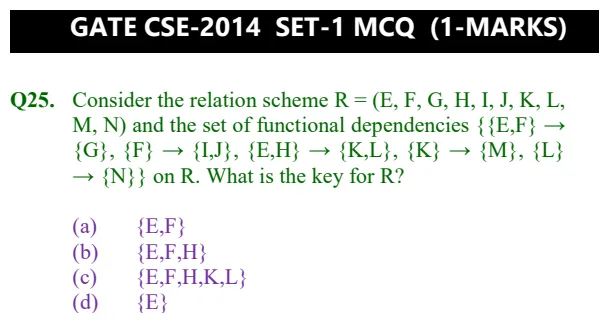 GATE CSE-2014 SET-1 MCQ (1-MARKS)
Q25. Consider the relation scheme R = (E, F, G, H, I, J, K, L,
M, N) and the set of functional dependencies {{E,F} →
{G}, {F} → {I,J}, {E,H} → {K,L}, {K} → {M}, {L}
→ {N}} on R. What is the key for R?
(a) {E,F}
(b) {E,F,H}
(c) {E,F,H,K,L}
(d) {E}